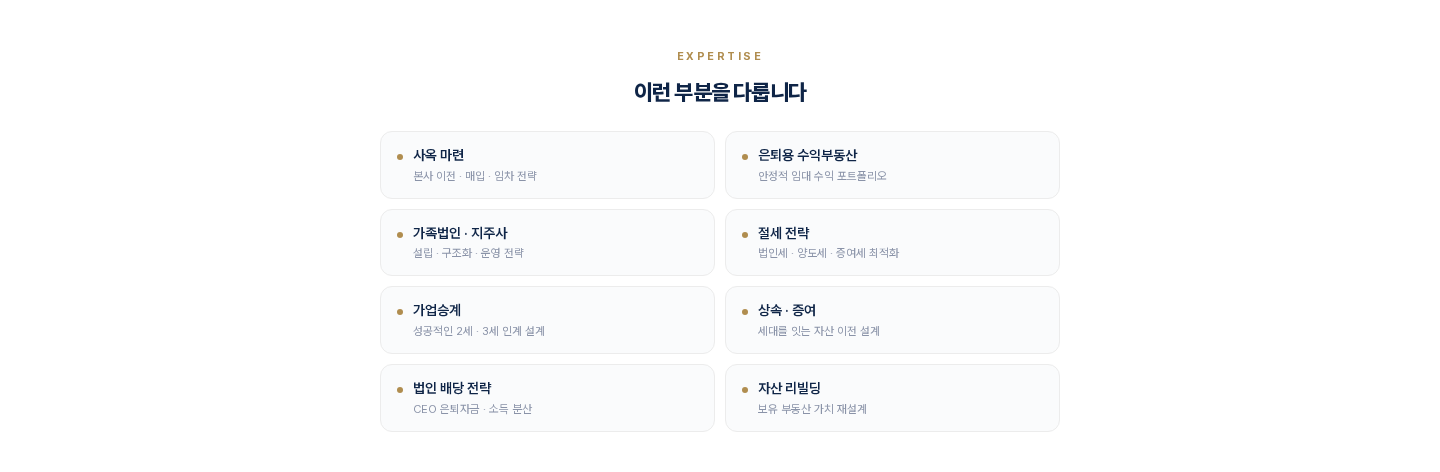 EXPERTISE
이런 부분을 다룹니다
사옥 마련
본사 이전 · 매입 · 임차 전략
은퇴용 수익부동산
안정적 임대 수익 포트폴리오
가족법인 · 지주사
설립 · 구조화 · 운영 전략
절세 전략
법인세 · 양도세 · 증여세 최적화
가업승계
성공적인 2세 · 3세 인계 설계
상속 · 증여
세대를 잇는 자산 이전 설계
법인 배당 전략
CEO 은퇴자금 · 소득 분산
자산 리빌딩
보유 부동산 가치 재설계